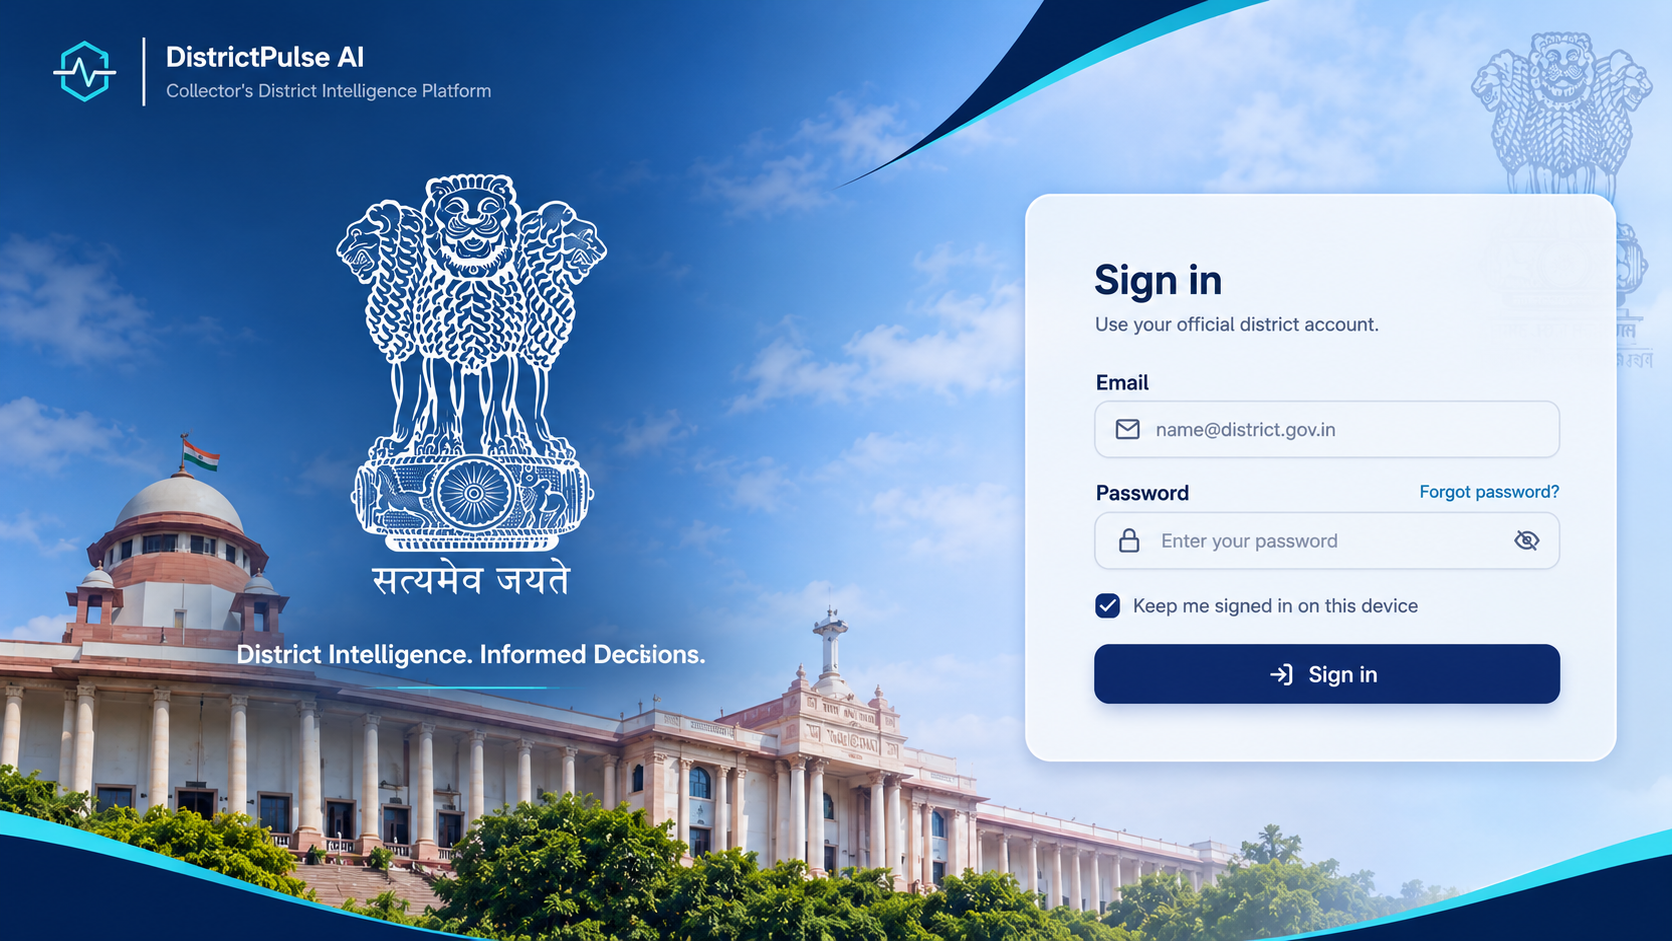 DistrictPulse AI
Collector's District Intelligence Platform
सत्यमेव जयते
District Intelligence. Informed Decisions.
Sign in
Use your official district account.
Email
name@district.gov.in
Password
Forgot password?
Enter your password
Keep me signed in on this device
Sign in